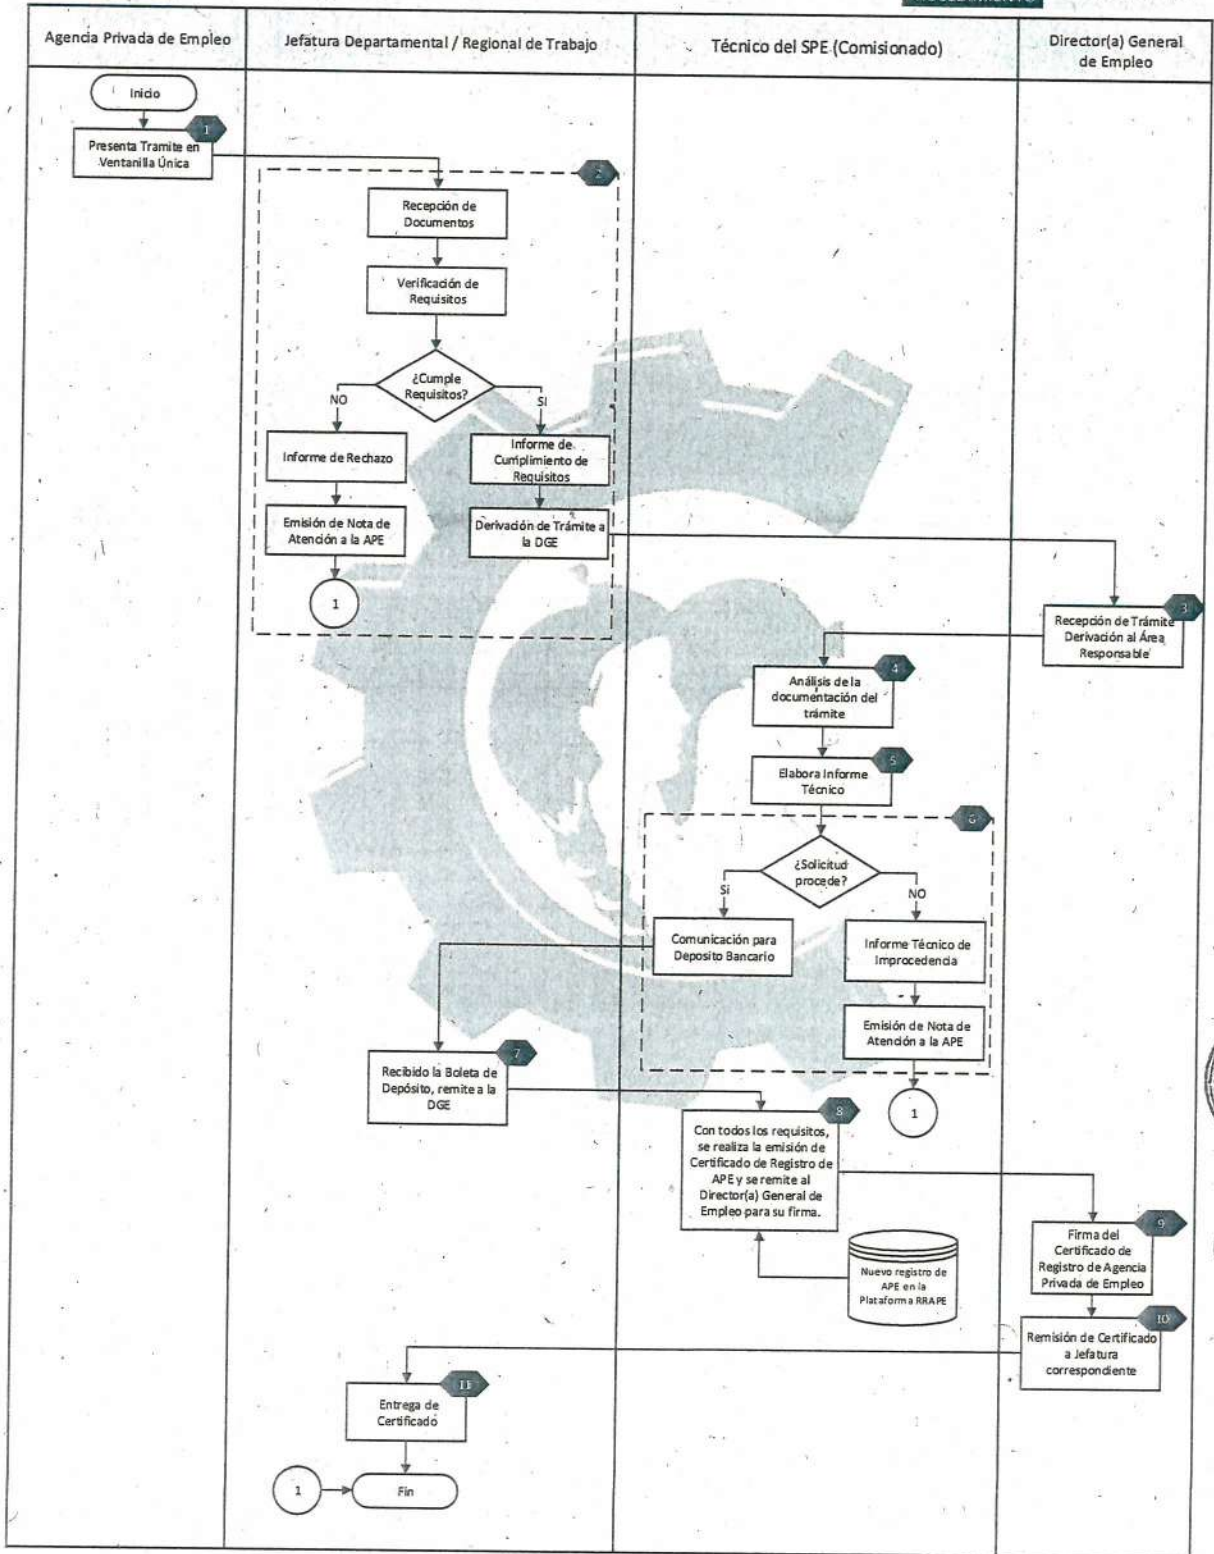 Agencia Privada de Empleo
Jefatura Departamental / Regional de Trabajo
Técnico del SPE (Comisionado)
Director(a) General
de Empleo
Inicio
1
Presenta Tramite en
Ventanilla Única
2
Recepción de
Documentos
Verificación de
Requisitos
¿Cumple
Requisitos?
NO
SI
Informe de Rechazo
Informe de
Cumplimiento de
Requisitos
Emisión de Nota de
Atención a la APE
Derivación de Trámite a
la DGE
1
3
Recepción de Trámite
Derivación al Área
Responsable
4
Análisis de la
documentación del
trámite
5
Elabora Informe
Técnico
6
¿Solicitud
procede?
Si
NO
Comunicación para
Deposito Bancario
Informe Técnico de
Improcedencia
Emisión de Nota de
Atención a la APE
1
7
Recibido la Boleta de
Depósito, remite a la
DGE
8
Con todos los requisitos,
se realiza la emisión de
Certificado de Registro de
APE y se remite al
Director(a) General de
Empleo para su firma.
Nuevo registro de
APE en la
Plataforma RRAPE
9
Firma del
Certificado de
Registro de Agencia
Privada de Empleo
10
Remisión de Certificado
a Jefatura
correspondiente
11
Entrega de
Certificado
1
Fin